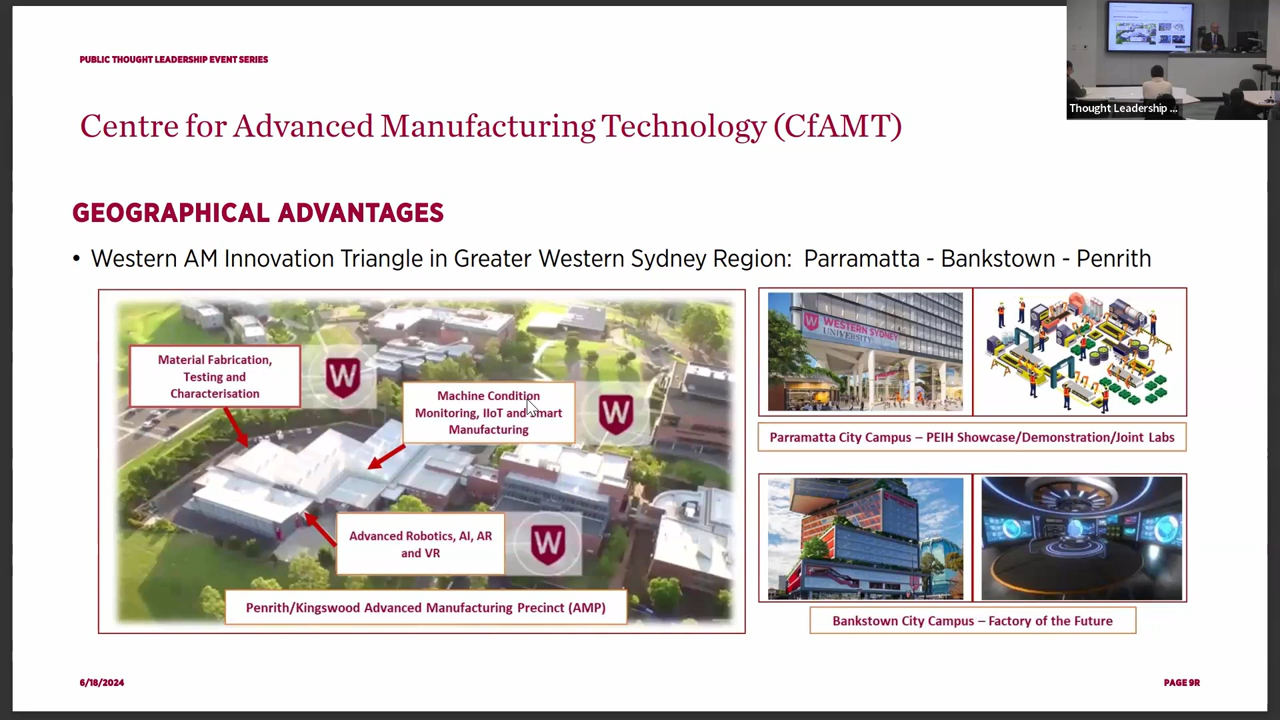 PUBLIC THOUGHT LEADERSHIP EVENT SERIES
Thought Leadership ...
Centre for Advanced Manufacturing Technology (CfAMT)
GEOGRAPHICAL ADVANTAGES
• Western AM Innovation Triangle in Greater Western Sydney Region: Parramatta - Bankstown - Penrith
Material Fabrication,
Testing and
Characterisation
W
Machine Condition
Monitoring, IIoT and Smart
Manufacturing
W
Advanced Robotics, AI, AR
and VR
W
Penrith/Kingswood Advanced Manufacturing Precinct (AMP)
WESTERN SYDNEY
UNIVERSITY
Parramatta City Campus – PEIH Showcase/Demonstration/Joint Labs
Bankstown City Campus – Factory of the Future
6/18/2024
PAGE 9R